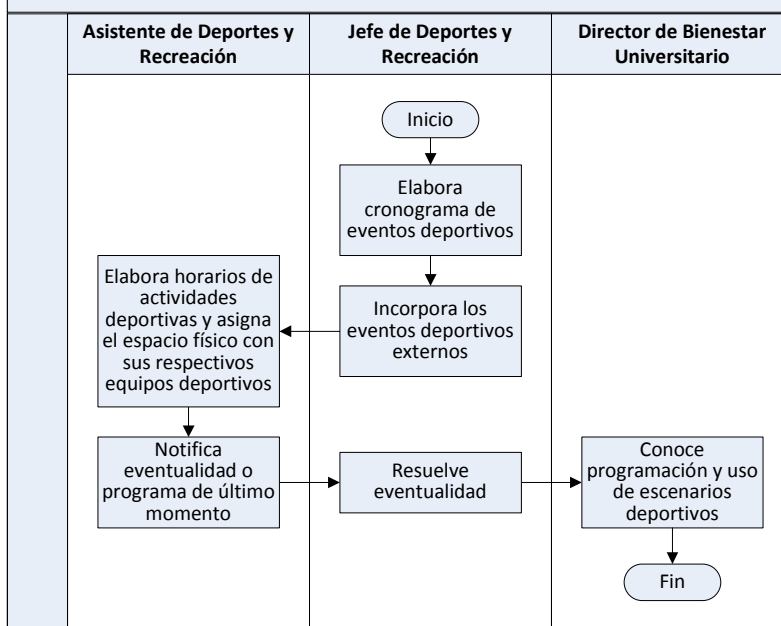 Asistente de Deportes y
Recreación
Jefe de Deportes y
Recreación
Director de Bienestar
Universitario
Inicio
Elabora
cronograma de
eventos deportivos
Incorpora los
eventos deportivos
externos
Elabora horarios de
actividades
deportivas y asigna
el espacio físico con
sus respectivos
equipos deportivos
Notifica
eventualidad o
programa de último
momento
Resuelve
eventualidad
Conoce
programación y uso
de escenarios
deportivos
Fin